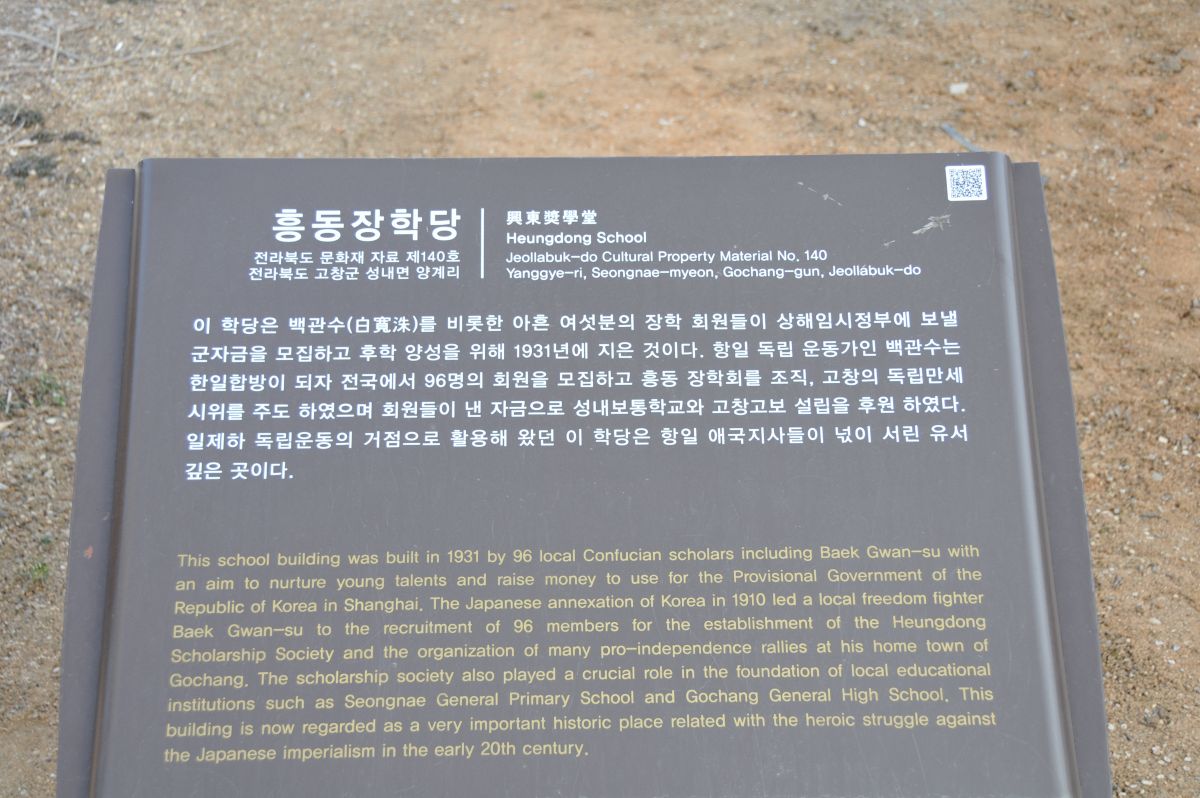 흥동장학당
전라북도 문화재 자료 제140호
전라북도 고창군 성내면 양계리
興東奬學堂
Heungdong School
Jeollabuk-do Cultural Property Material No. 140
Yanggye-ri, Seongnae-myeon, Gochang-gun, Jeollabuk-do
이 학당은 백관수(白寬洙)를 비롯한 아흔 여섯분의 장학 회원들이 상해임시정부에 보낼
군자금을 모집하고 후학 양성을 위해 1931년에 지은 것이다. 항일 독립 운동가인 백관수는
한일합방이 되자 전국에서 96명의 회원을 모집하고 흥동 장학회를 조직, 고창의 독립만세
시위를 주도 하였으며 회원들이 낸 자금으로 성내보통학교와 고창고보 설립을 후원 하였다.
일제하 독립운동의 거점으로 활용해 왔던 이 학당은 항일 애국지사들이 넋이 서린 유서
깊은 곳이다.
This school building was built in 1931 by 96 local Confucian scholars including Baek Gwan-su with
an aim to nurture young talents and raise money to use for the Provisional Government of the
Republic of Korea in Shanghai. The Japanese annexation of Korea in 1910 led a local freedom fighter
Baek Gwan-su to the recruitment of 96 members for the establishment of the Heungdong
Scholarship Society and the organization of many pro-independence rallies at his home town of
Gochang. The scholarship society also played a crucial role in the foundation of local educational
institutions such as Seongnae General Primary School and Gochang General High School. This
building is now regarded as a very important historic place related with the heroic struggle against
the Japanese imperialism in the early 20th century.